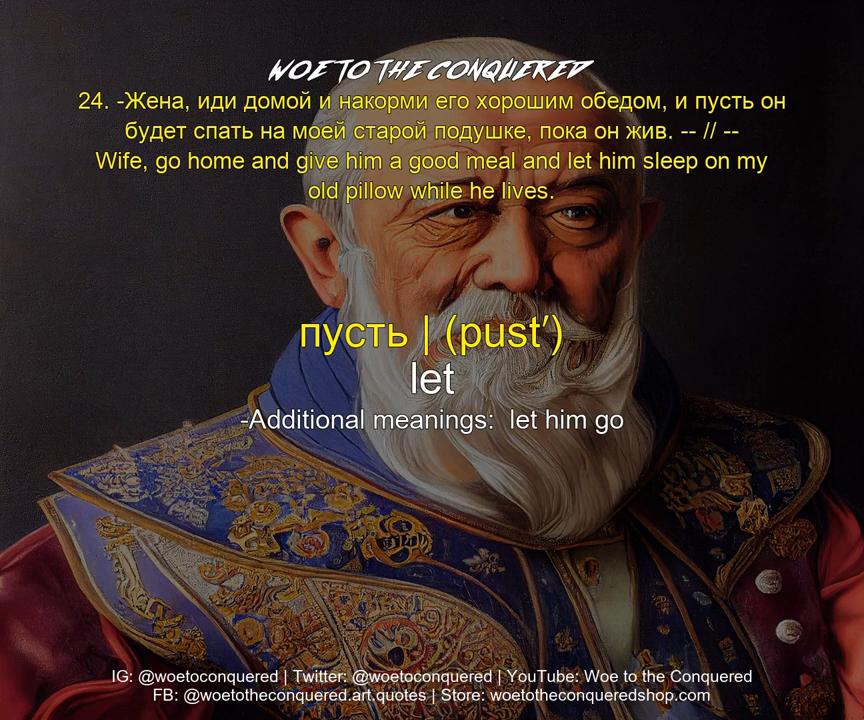 WOE TO THE CONQUERED
24. -Жена, иди домой и накорми его хорошим обедом, и пусть он
будет спать на моей старой подушке, пока он жив. -- // --
Wife, go home and give him a good meal and let him sleep on my
old pillow while he lives.
пусть | (pust′)
let
-Additional meanings:  let him go
IG: @woetoconquered | Twitter: @woetoconquered | YouTube: Woe to the Conquered
FB: @woetotheconquered.art.quotes | Store: woetotheconqueredshop.com